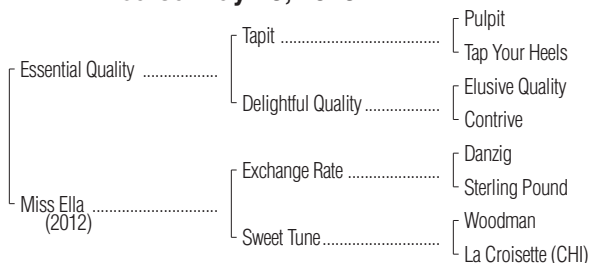 Pulpit
Tapit ........................................
Tap Your Heels
Essential Quality ..................
Elusive Quality
Delightful Quality ...................
Contrive
Danzig
Exchange Rate .......................
Sterling Pound
Miss Ella ..............................
(2012)
Woodman
Sweet Tune.............................
La Croisette (CHI)